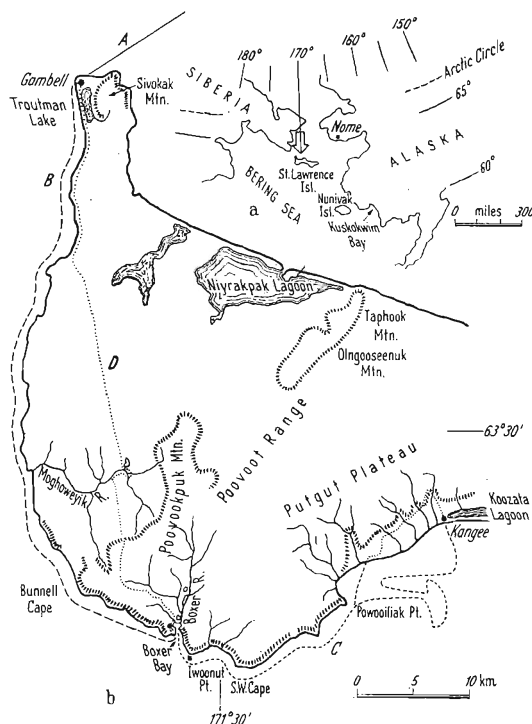 A
Gambell
Troutman
Lake
Sivokak
Mtn.
180°
170°
160°
150°
Arctic Circle
65°
60°
SIBERIA
Nome
ALASKA
St. Lawrence
Isl.
BERING SEA
Nunivak
Isl.
Kuskokwim
Bay
a
0 miles 300
B
Niyrakpak Lagoon
Taphook
Mtn.
Olngooseenuk
Mtn.
D
63°30'
Poovoot Range
Poovookpuk Mtn.
Moghoweyik R.
Putgut Plateau
Koozata
Lagoon
Kangee
Bunnell
Cape
Boxer R.
Powooiliak Pt.
Boxer
Bay
Iwoonut
Pt.
S.W. Cape
C
b
171°30'
0 5 10 km